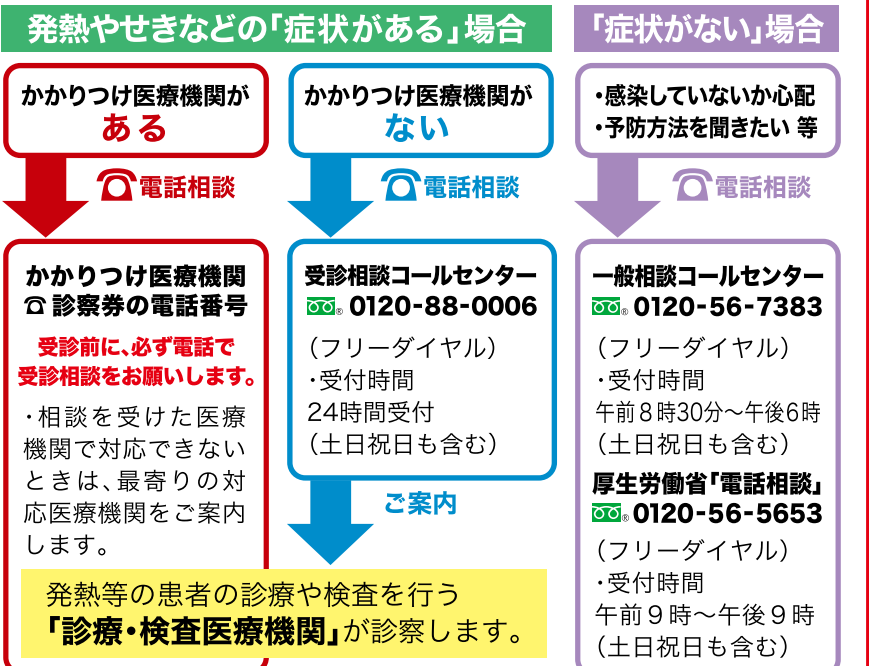 発熱やせきなどの「症状がある」場合
かかりつけ医療機関が
ある
電話相談
かかりつけ医療機関
☎診察券の電話番号
受診前に、必ず電話で
受診相談をお願いします。
・相談を受けた医療
機関で対応できない
ときは、最寄りの対
応医療機関をご案内
します。
かかりつけ医療機関が
ない
電話相談
受診相談コールセンター
® 0120-88-0006
（フリーダイヤル）
・受付時間
24時間受付
（土日祝日も含む）
ご案内
発熱等の患者の診療や検査を行う
「診療・検査医療機関」が診察します。
「症状がない」場合
・感染していないか心配
・予防方法を聞きたい 等
電話相談
一般相談コールセンター
® 0120-56-7383
（フリーダイヤル）
・受付時間
午前８時30分～午後6時
（土日祝日も含む）
厚生労働省「電話相談」
® 0120-56-5653
（フリーダイヤル）
・受付時間
午前９時～午後９時
（土日祝日も含む）